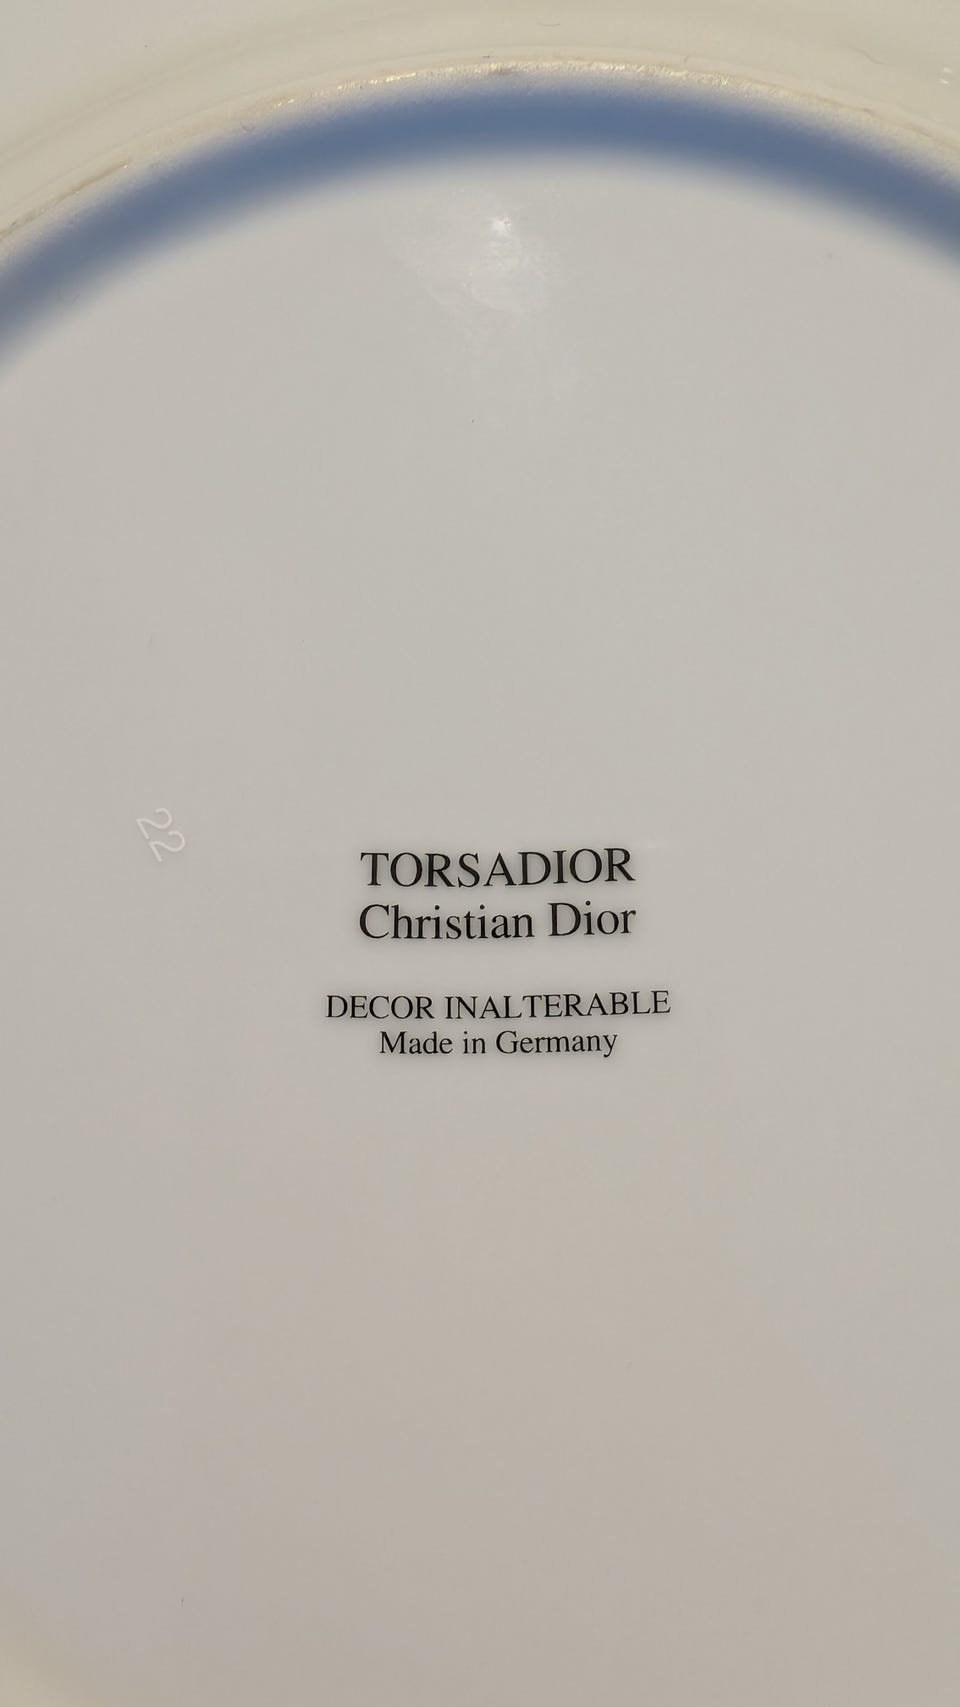 22
TORSADIOR
Christian Dior
DECOR INALTERABLE
Made in Germany